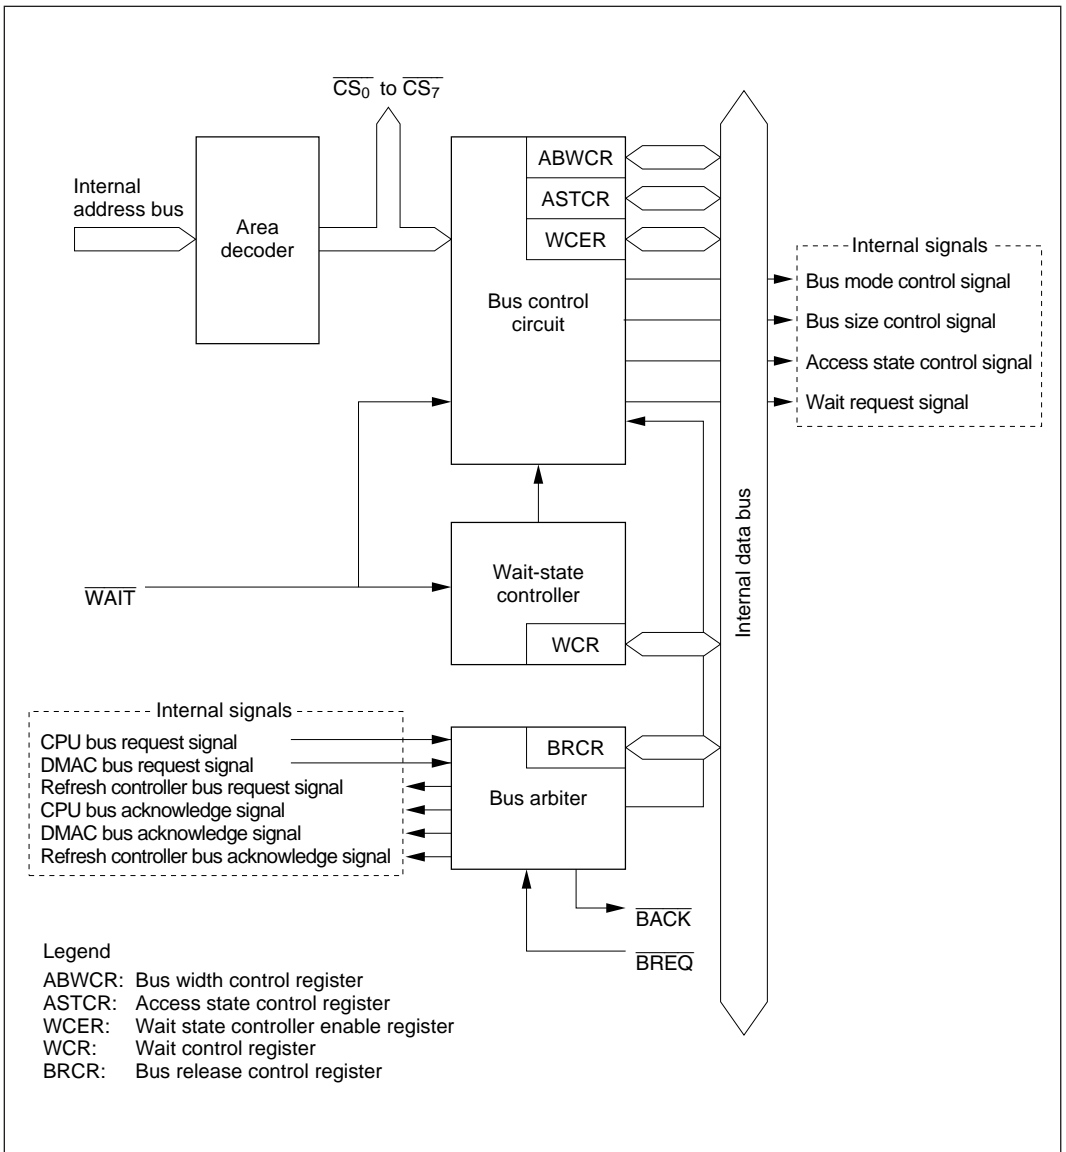 CS0 to CS7
Internal
address bus
Area
decoder
ABWCR
ASTCR
WCER
Bus control
circuit
Internal signals
Bus mode control signal
Bus size control signal
Access state control signal
Wait request signal
Internal data bus
WAIT
Wait-state
controller
WCR
Internal signals
CPU bus request signal
DMAC bus request signal
Refresh controller bus request signal
CPU bus acknowledge signal
DMAC bus acknowledge signal
Refresh controller bus acknowledge signal
BRCR
Bus arbiter
BACK
BREQ
Legend
ABWCR: Bus width control register
ASTCR: Access state control register
WCER: Wait state controller enable register
WCR: Wait control register
BRCR: Bus release control register